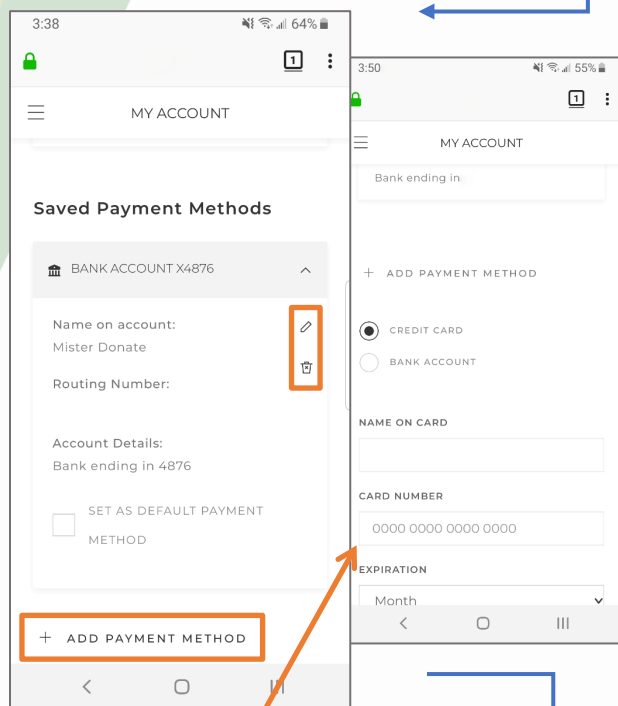 3:38
64%
1
MY ACCOUNT
Saved Payment Methods
BANK ACCOUNT X4876
Name on account:
Mister Donate
Routing Number:
Account Details:
Bank ending in 4876
SET AS DEFAULT PAYMENT
METHOD
+ ADD PAYMENT METHOD
3:50
55%
1
MY ACCOUNT
Bank ending in
+ ADD PAYMENT METHOD
CREDIT CARD
BANK ACCOUNT
NAME ON CARD
CARD NUMBER
0000 0000 0000 0000
EXPIRATION
Month